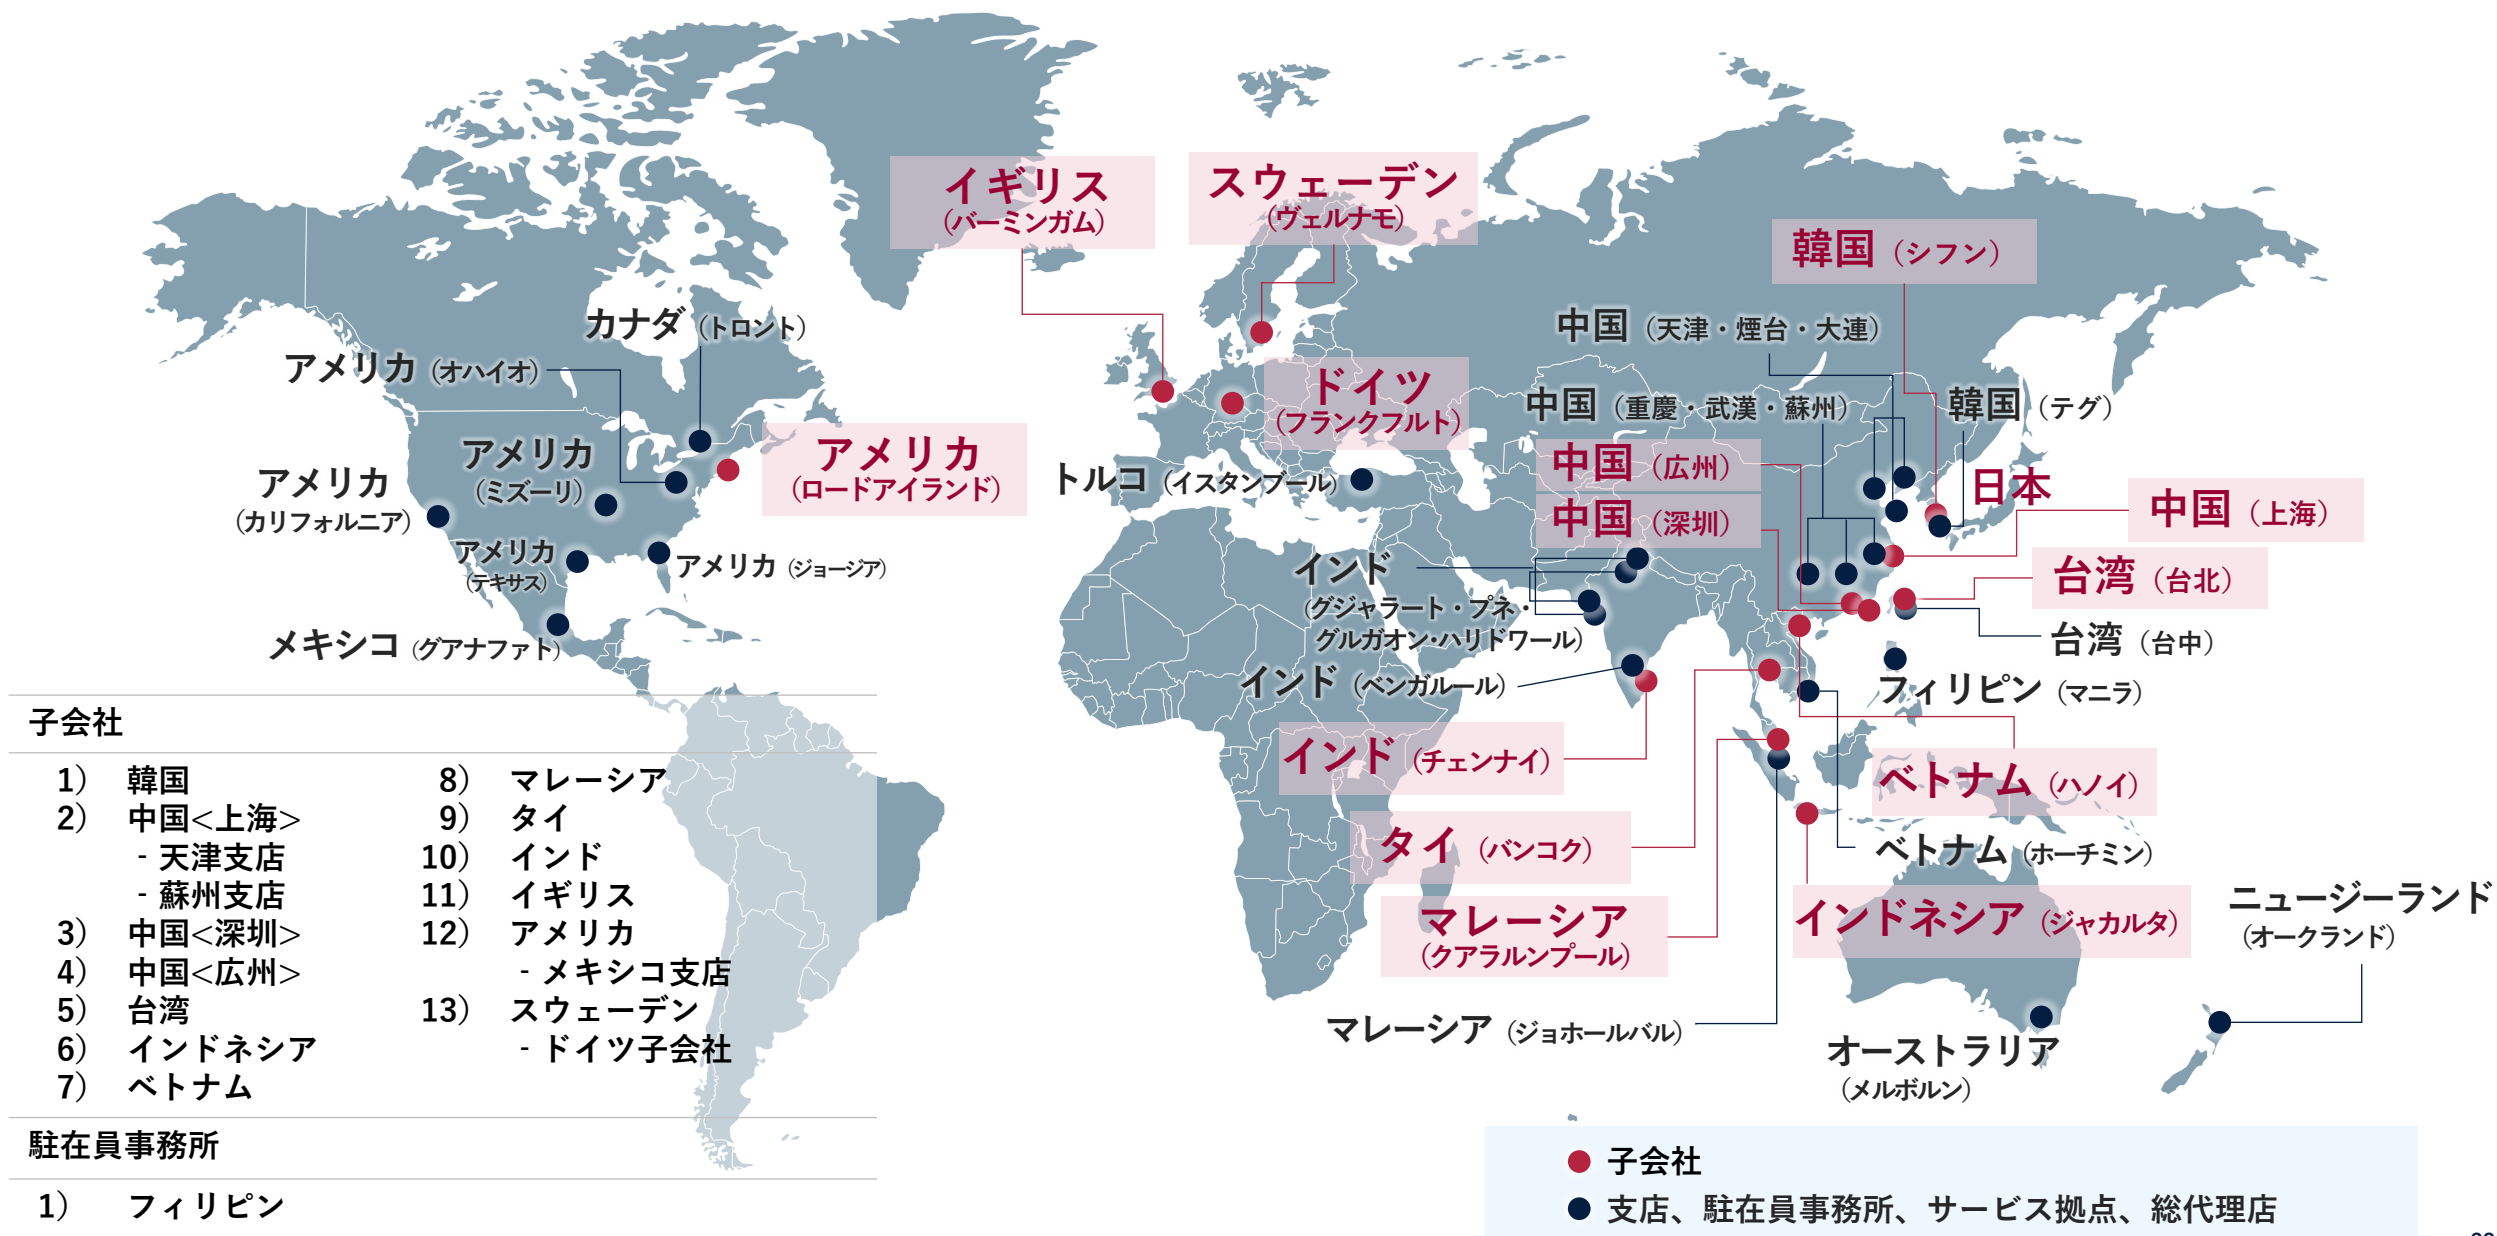 イギリス
（バーミンガム）
スウェーデン
（ヴェルナモ）
韓国（シフン）
カナダ（トロント）
中国（天津・煙台・大連）
アメリカ（オハイオ）
ドイツ
（フランクフルト）
中国（重慶・武漢・蘇州）
韓国（テグ）
アメリカ
（ミズーリ）
アメリカ
（ロードアイランド）
中国（広州）
アメリカ
（カリフォルニア）
トルコ（イスタンブール）
日本
中国（上海）
中国（深圳）
アメリカ
（テキサス）
アメリカ（ジョージア）
インド
（グジャラート・プネ・
グルガオン・ハリドワール）
台湾（台北）
メキシコ（グアナファト）
台湾（台中）
インド（ベンガルール）
フィリピン（マニラ）
インド（チェンナイ）
ベトナム（ハノイ）
タイ（バンコク）
ベトナム（ホーチミン）
マレーシア
（クアラルンプール）
インドネシア（ジャカルタ）
ニュージーランド
（オークランド）
マレーシア（ジョホールバル）
オーストラリア
（メルボルン）
子会社
1） 韓国
2） 中国<上海>
- 天津支店
- 蘇州支店
3） 中国<深圳>
4） 中国<広州>
5） 台湾
6） インドネシア
7） ベトナム
8） マレーシア
9） タイ
10） インド
11） イギリス
12） アメリカ
- メキシコ支店
13） スウェーデン
- ドイツ子会社
駐在員事務所
1） フィリピン
子会社
支店、駐在員事務所、サービス拠点、総代理店